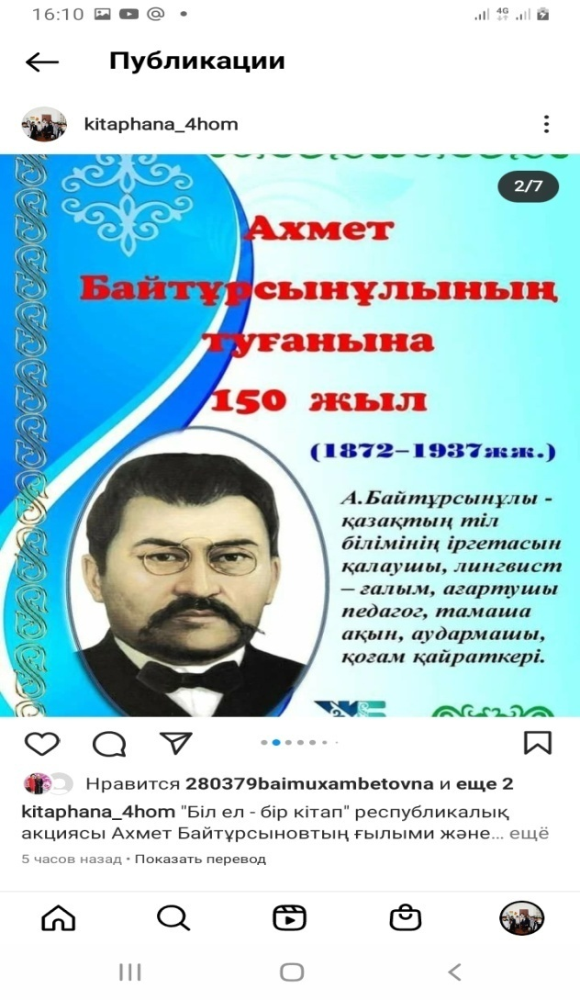 16:10
4G
Публикации
kitaphana_4hom
2/7
Ахмет
Байтұрсынұлының
туғанына
150 жыл
(1872-1937жж.)
А.Байтұрсынұлы -
қазақтың тіл
білімінің іргетасын
қалаушы, лингвист
– ғалым, ағартушы
педагог, тамаша
ақын, аудармашы,
қоғам қайраткері.
Нравится 280379baimuxambetovna и еще 2
kitaphana_4hom "Біл ел - бір кітап" республикалық
акциясы Ахмет Байтұрсыновтың ғылыми және... ещё
5 часов назад • Показать перевод